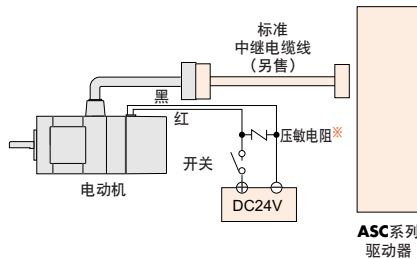 标准
中继电缆线
（另售）
黑
红
压敏电阻※
开关
电动机
DC24V
ASC系列
驱动器